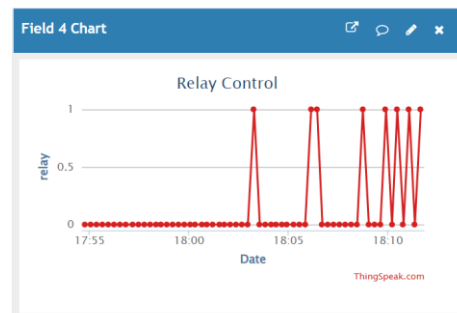 Field 4 Chart
Relay Control
1
0.5
0
relay
17:55 18:00 18:05 18:10
Date
ThingSpeak.com